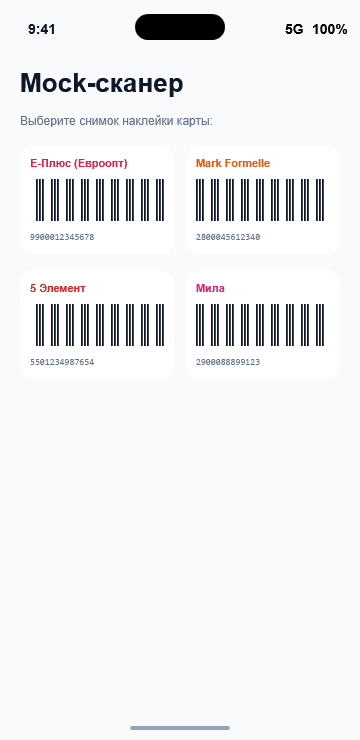 9:41 5G 100%
Mock-сканер
Выберите снимок наклейки карты:
Е-Плюс (Евроопт)
9900012345678
Mark Formelle
2800045612340
5 Элемент
5501234987654
Мила
2900088899123